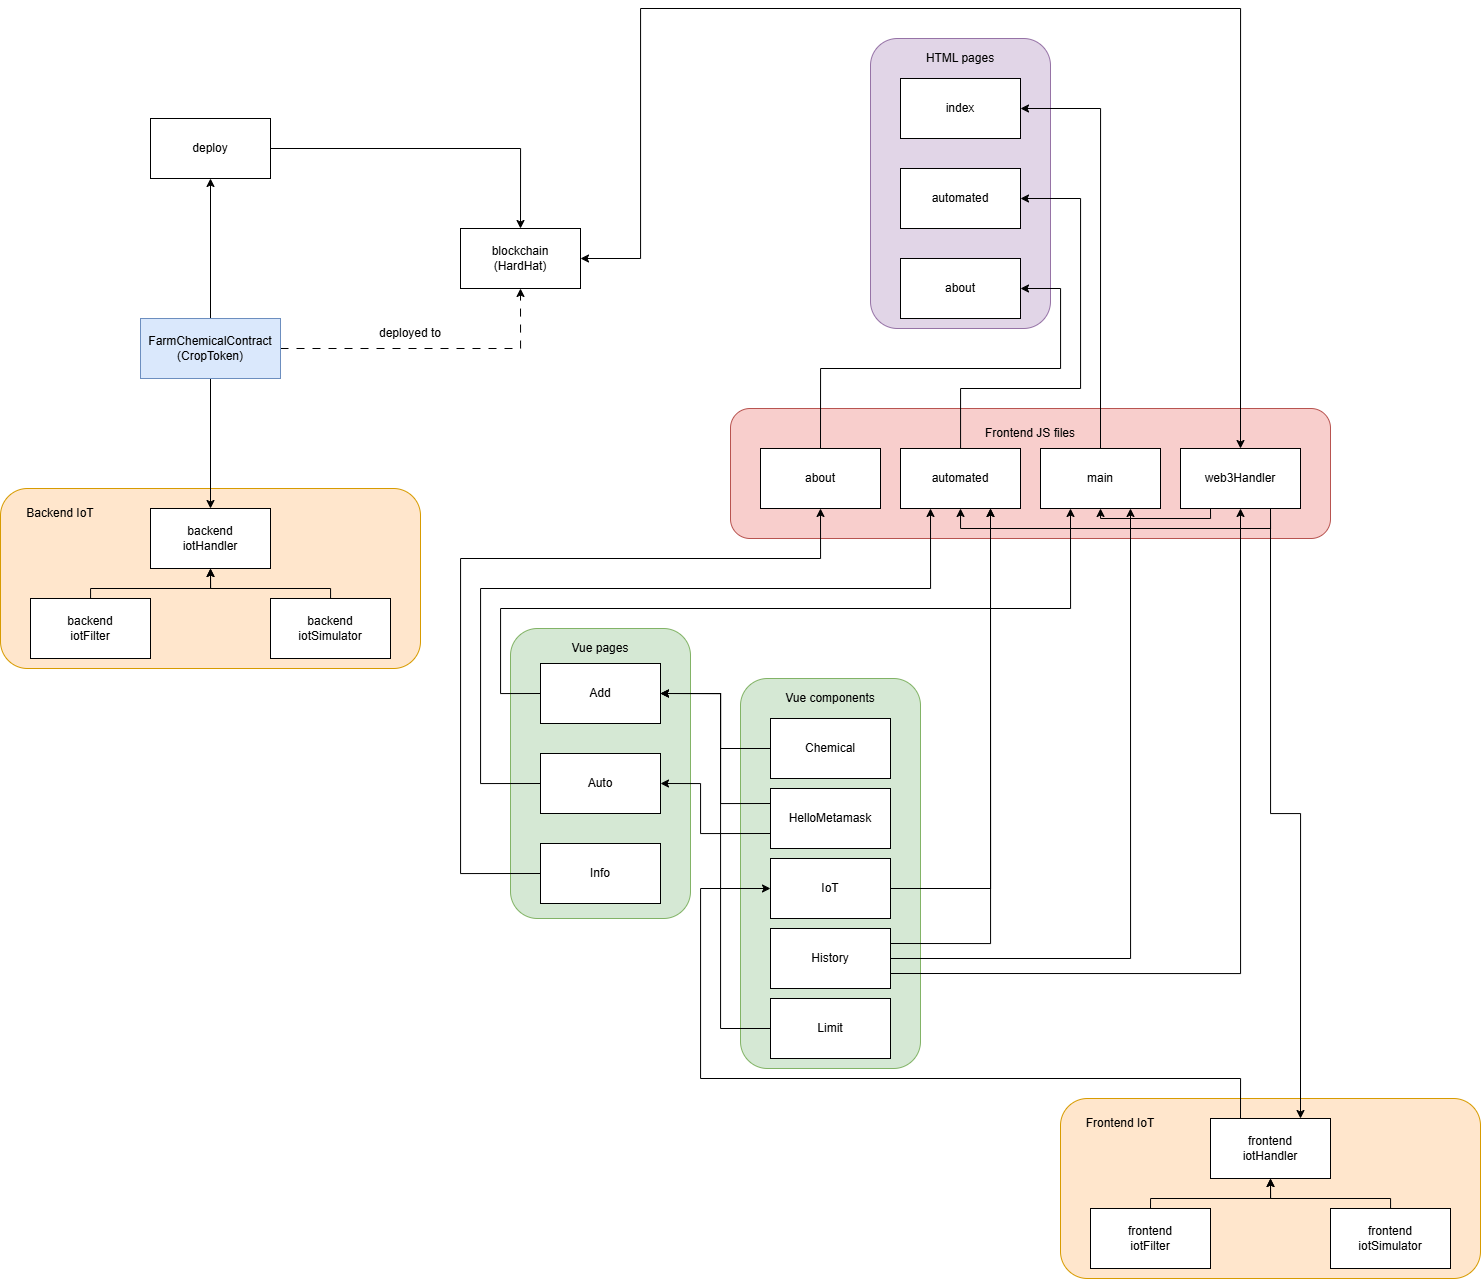 HTML pages
index
automated
about
deploy
blockchain
(HardHat)
FarmChemicalContract
(CropToken)
deployed to
Frontend JS files
about
automated
main
web3Handler
Backend IoT
backend
iotHandler
backend
iotFilter
backend
iotSimulator
Vue pages
Add
Auto
Info
Vue components
Chemical
HelloMetamask
IoT
History
Limit
Frontend IoT
frontend
iotHandler
frontend
iotFilter
frontend
iotSimulator